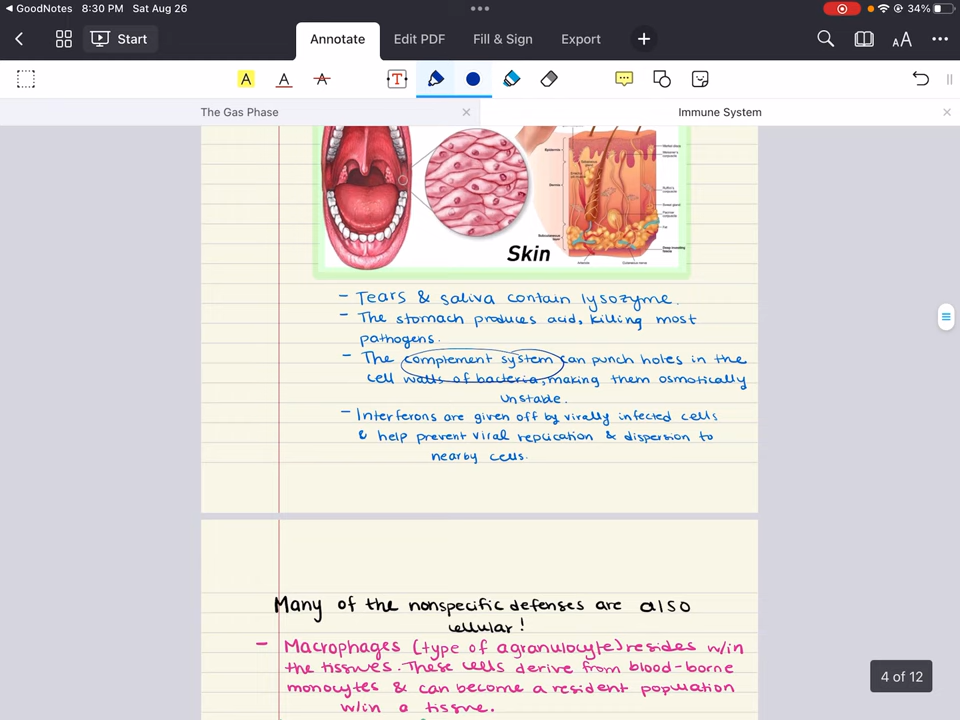 GoodNotes 8:30 PM Sat Aug 26 34%
Start Annotate Edit PDF Fill & Sign Export
The Gas Phase Immune System
Skin
- Tears & saliva contain lysozyme.
- The stomach produces acid, killing most
pathogens.
- The complement system can punch holes in the
cell walls of bacteria, making them osmotically
unstable.
- Interferons are given off by virally infected cells
& help prevent viral replication & dispersion to
nearby cells.
Many of the nonspecific defenses are also
cellular!
- Macrophages (type of agranulocyte) resides w/in
the tissues. These cells derive from blood-borne
monocytes & can become a resident population
w/in a tissue.
4 of 12